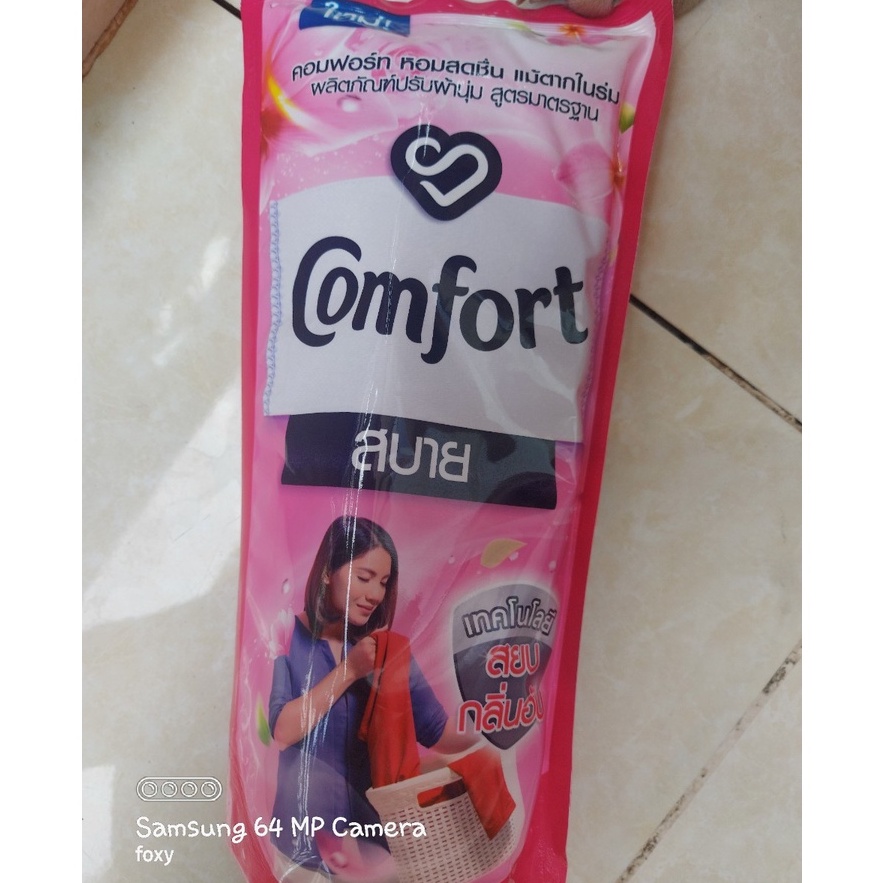 ใหม่!
คอมฟอร์ท หอมสดชื่น แม้ตากในร่ม
ผลิตภัณฑ์ปรับผ้านุ่ม สูตรมาตรฐาน
Comfort
สบาย
เทคโนโลยี
สยบ
กลิ่นอับ
Samsung 64 MP Camera
foxy